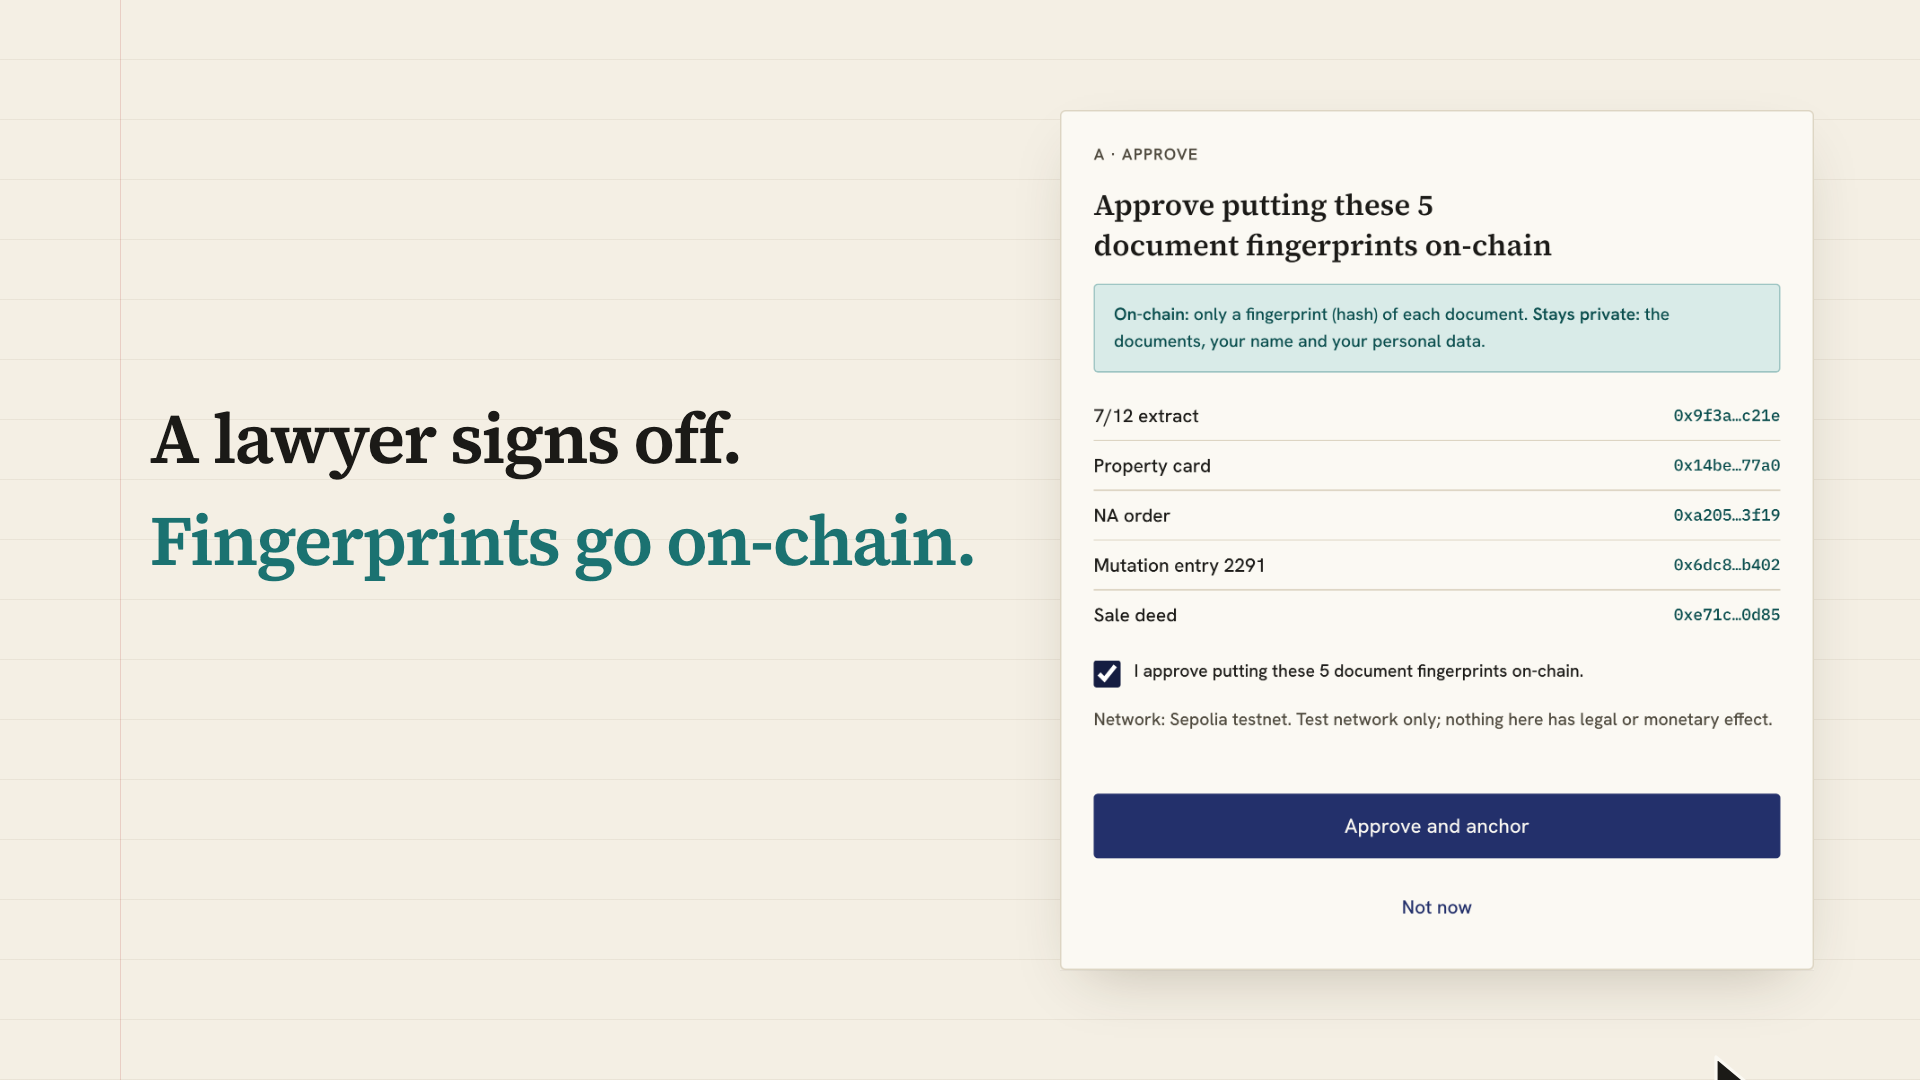 A lawyer signs off.
Fingerprints go on-chain.
A · APPROVE
Approve putting these 5
document fingerprints on-chain
On-chain: only a fingerprint (hash) of each document. Stays private: the
documents, your name and your personal data.
7/12 extract 0x9f3a…c21e
Property card 0x14be…77a0
NA order 0xa205…3f19
Mutation entry 2291 0x6dc8…b402
Sale deed 0xe71c…0d85
I approve putting these 5 document fingerprints on-chain.
Network: Sepolia testnet. Test network only; nothing here has legal or monetary effect.
Approve and anchor
Not now